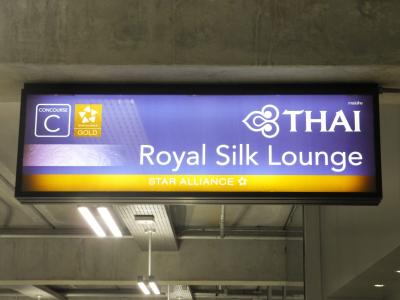 CONCOURSE
C
GOLD
THAI
Royal Silk Lounge
STAR ALLIANCE